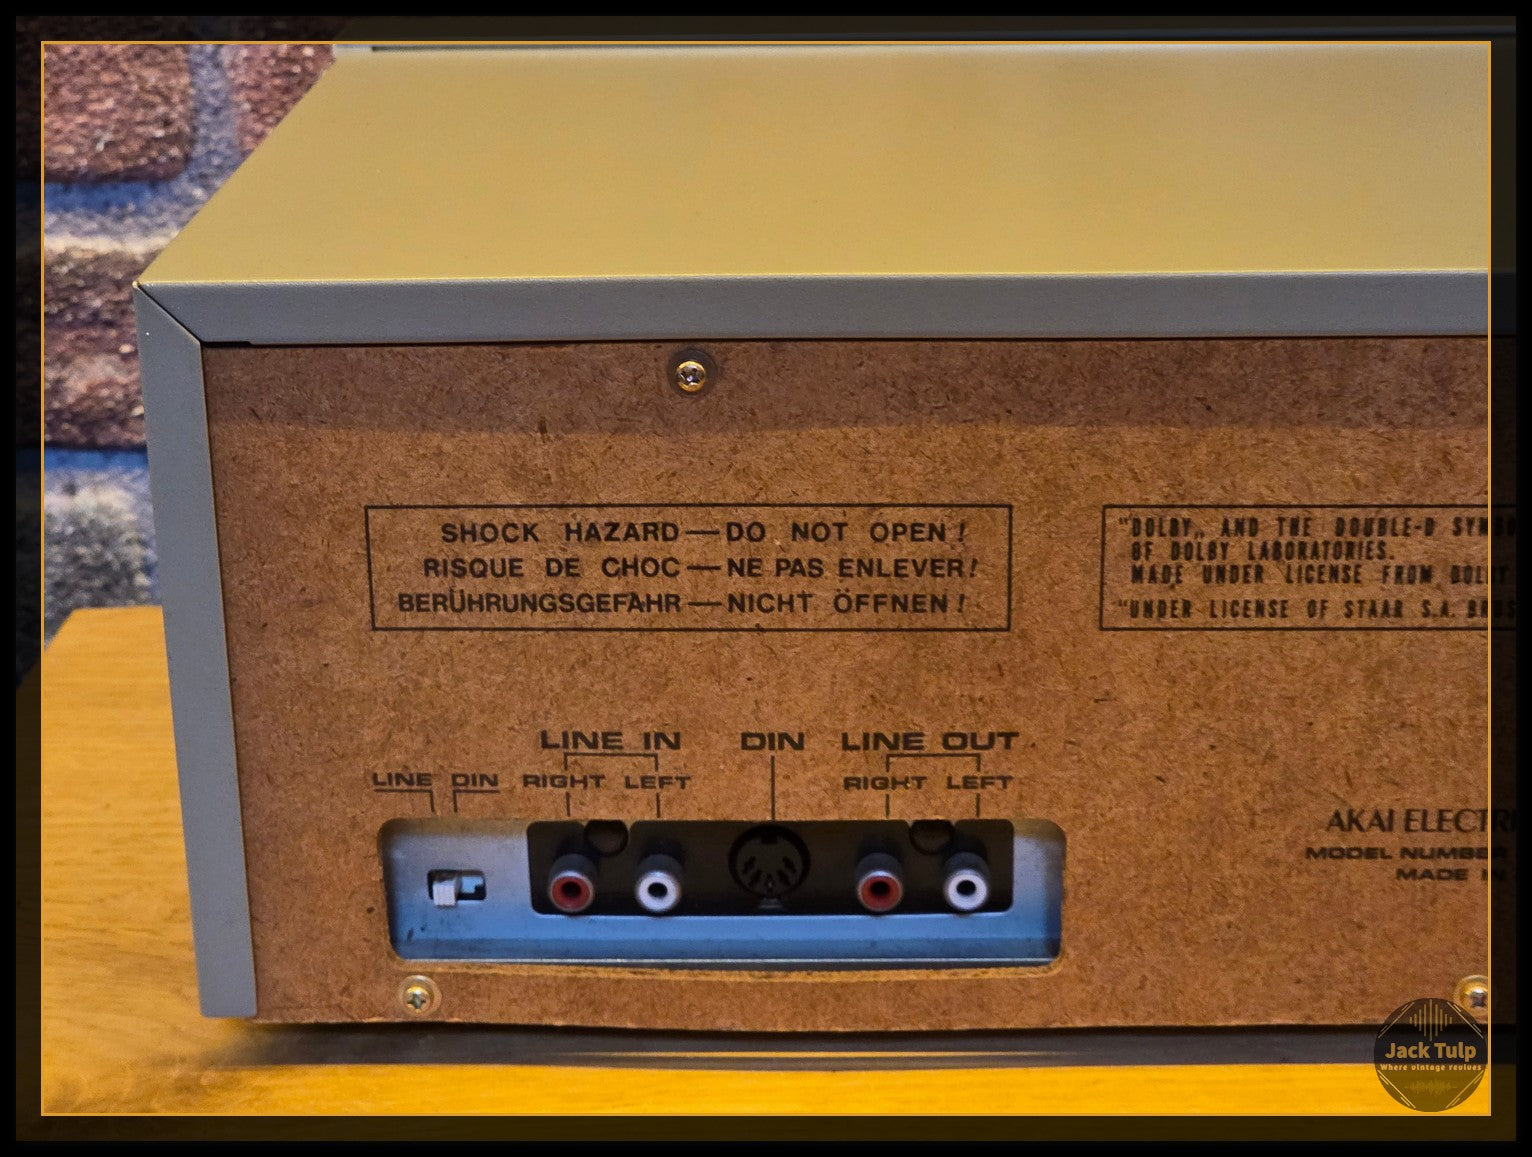 SHOCK HAZARD—DO NOT OPEN!
RISQUE DE CHOC—NE PAS ENLEVER!
BERÜHRUNGSGEFAHR—NICHT ÖFFNEN!
"DOLBY„ AND THE DOUBLE-D
OF DOLBY LABORATORIES.
MADE UNDER LICENSE FROM
"UNDER LICENSE OF STAAR S.A.
LINE IN DIN LINE OUT
LINE DIN RIGHT LEFT RIGHT LEFT
AKAI
MODEL NUMBER
MADE IN
Jack Tulp
Where vintage revives